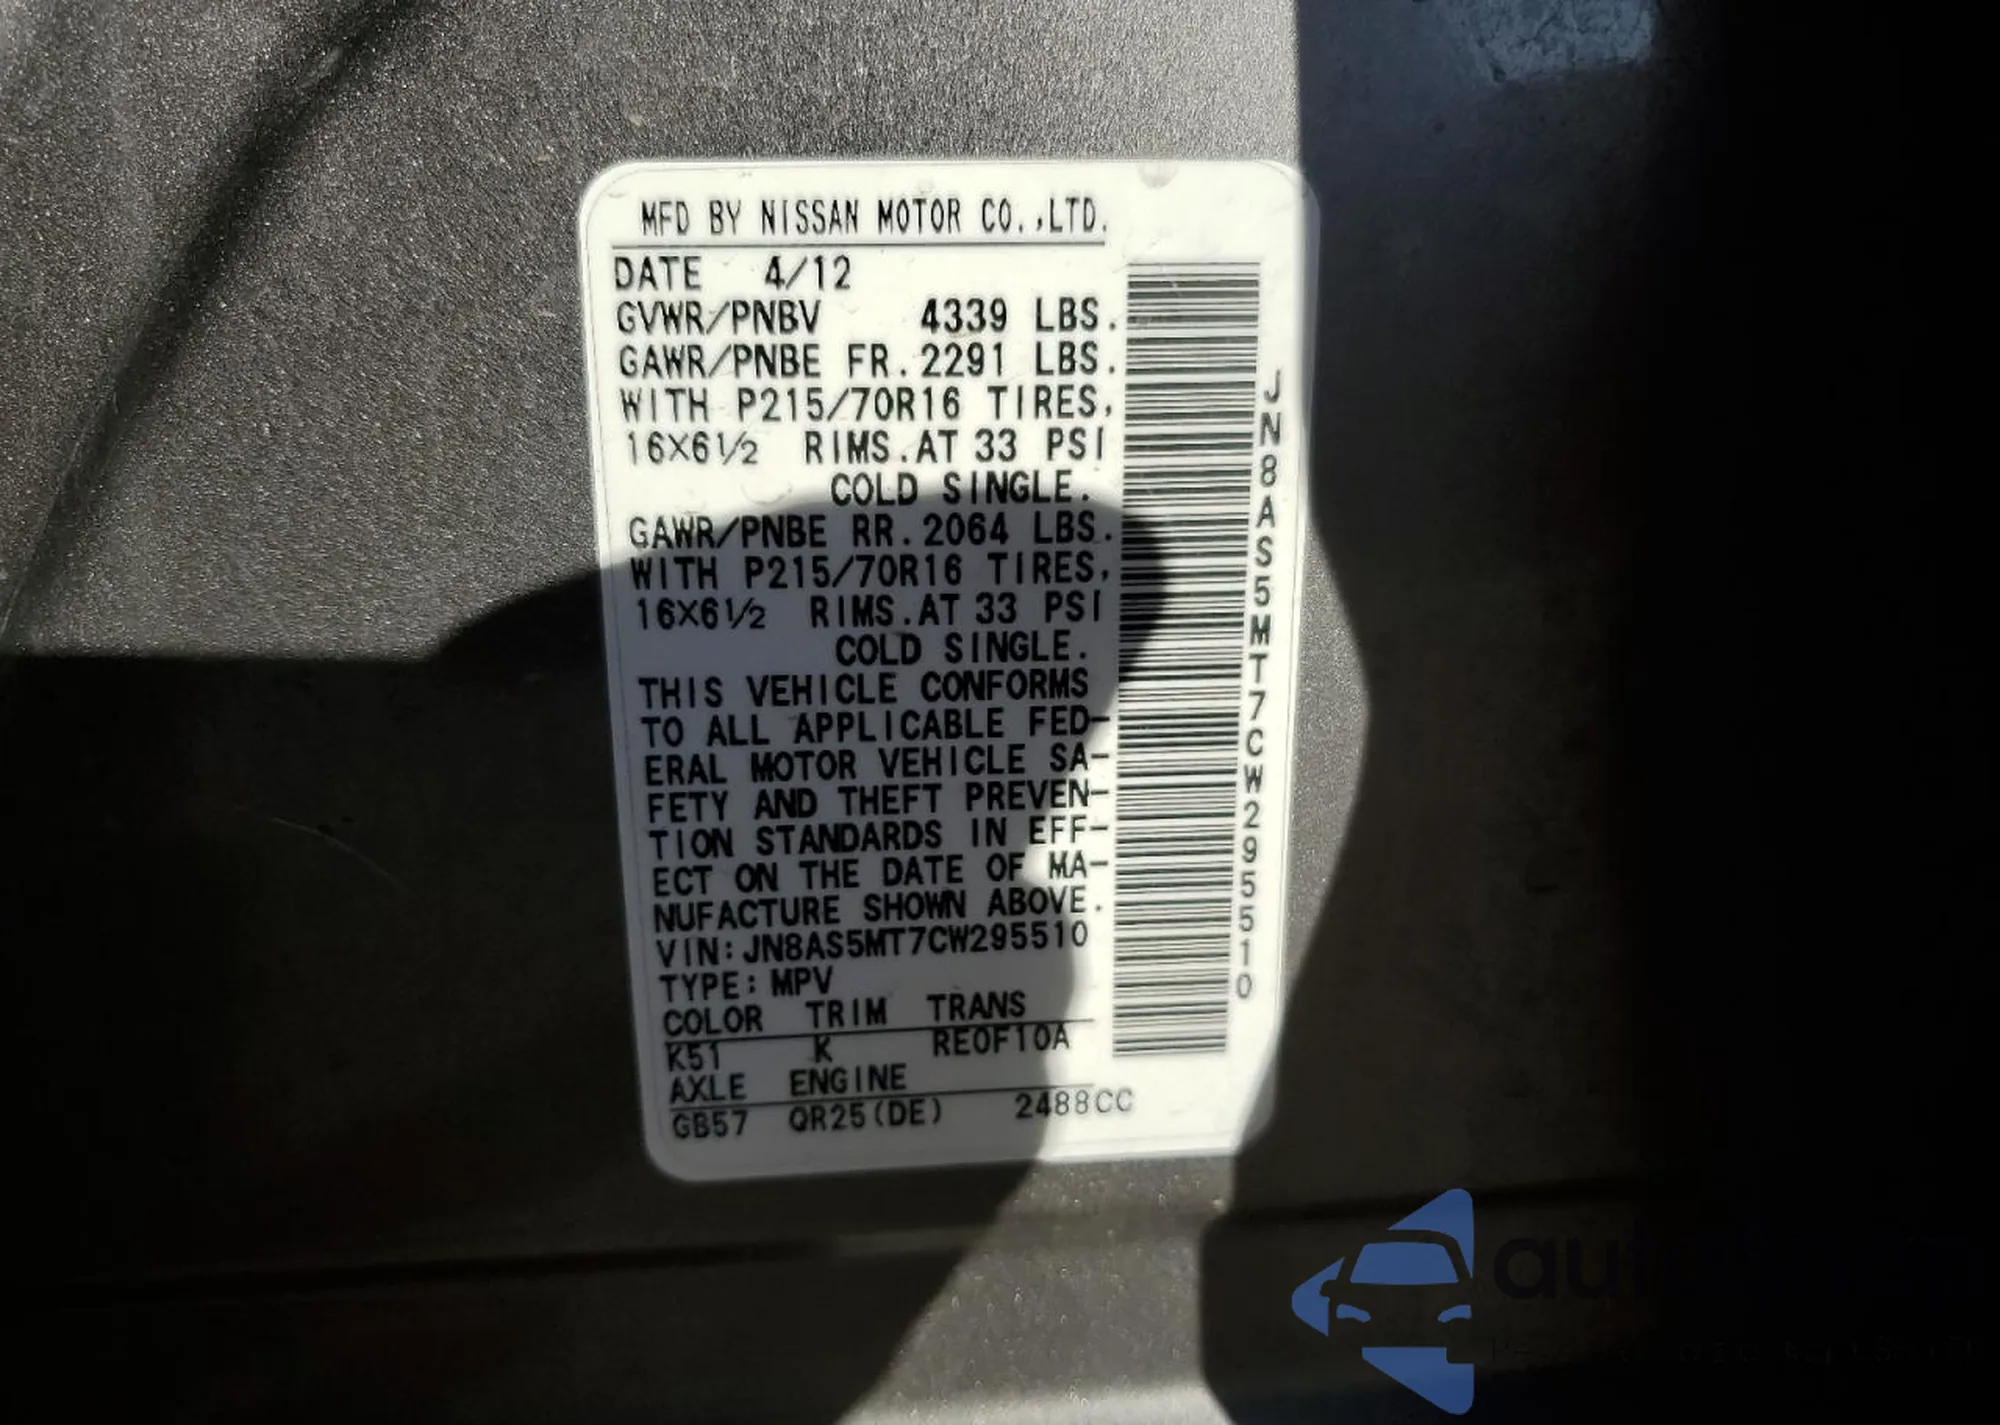 MFD BY NISSAN MOTOR CO.,LTD.
DATE 4/12
GVWR/PNBV 4339 LBS.
GAWR/PNBE FR.2291 LBS.
WITH P215/70R16 TIRES,
16X6½ RIMS.AT 33 PSI
COLD SINGLE.
GAWR/PNBE RR.2064 LBS.
WITH P215/70R16 TIRES,
16X6½ RIMS.AT 33 PSI
COLD SINGLE.
THIS VEHICLE CONFORMS
TO ALL APPLICABLE FED-
ERAL MOTOR VEHICLE SA-
FETY AND THEFT PREVEN-
TION STANDARDS IN EFF-
ECT ON THE DATE OF MA-
NUFACTURE SHOWN ABOVE.
VIN:JN8AS5MT7CW295510
TYPE:MPV
COLOR TRIM TRANS
K51 K RE0F10A
AXLE ENGINE
GB57 QR25(DE) 2488CC
JN8AS5MT7CW295510